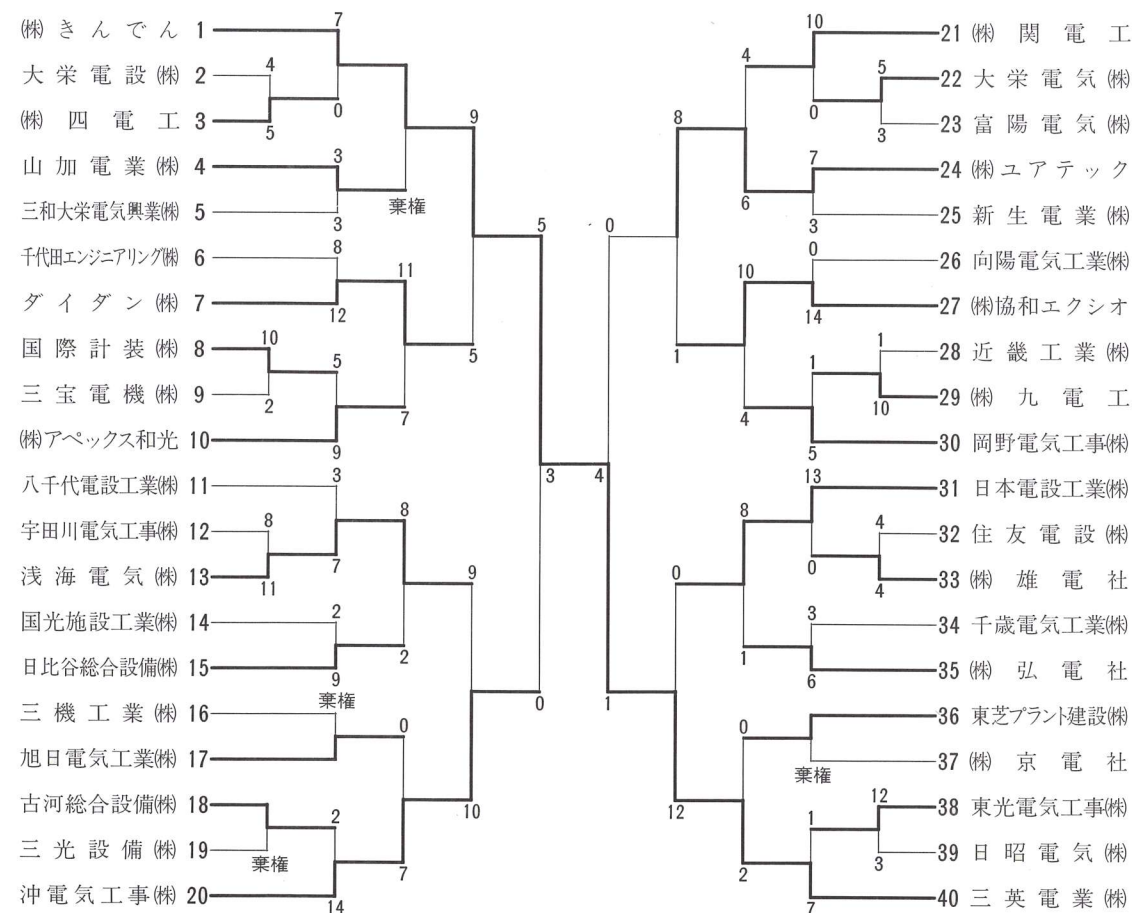 ㈱きんでん 1
大栄電設㈱ 2
㈱四電工 3
山加電業㈱ 4
三和大栄電気興業㈱ 5
千代田エンジニアリング㈱ 6
ダイダン㈱ 7
国際計装㈱ 8
三宝電機㈱ 9
㈱アペックス和光 10
八千代電設工業㈱ 11
宇田川電気工事㈱ 12
浅海電気㈱ 13
国光施設工業㈱ 14
日比谷総合設備㈱ 15
三機工業㈱ 16
旭日電気工業㈱ 17
古河総合設備㈱ 18
三光設備㈱ 19
沖電気工事㈱ 20
7
4
0
5
3
3
棄権
8
12
10
5
2
9
3
8
7
11
2
9
棄権
2
棄権
14
11
7
8
2
0
7
9
5
9
10
5
0
3
4
0
1
8
1
0
12
4
6
10
4
8
1
0
2
10
0
5
3
7
3
0
14
1
1
10
5
13
0
4
4
3
6
棄権
12
1
3
7
21 ㈱関電工
22 大栄電気㈱
23 富陽電気㈱
24 ㈱ユアテック
25 新生電業㈱
26 向陽電気工業㈱
27 ㈱協和エクシオ
28 近畿工業㈱
29 ㈱九電工
30 岡野電気工事㈱
31 日本電設工業㈱
32 住友電設㈱
33 ㈱雄電社
34 千歳電気工業㈱
35 ㈱弘電社
36 東芝プラント建設㈱
37 ㈱京電社
38 東光電気工事㈱
39 日昭電気㈱
40 三英電業㈱